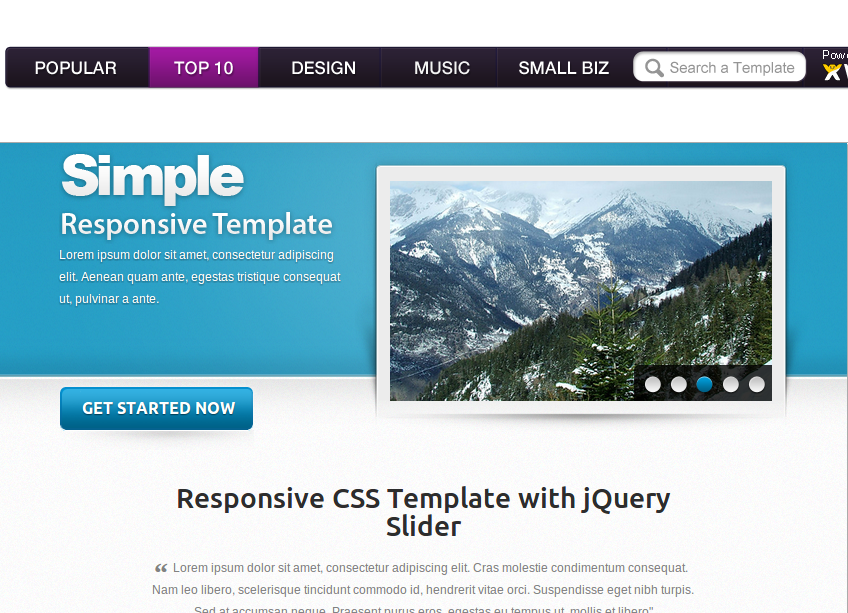 POPULAR TOP 10 DESIGN MUSIC SMALL BIZ Search a Template
Simple
Responsive Template
Lorem ipsum dolor sit amet, consectetur adipiscing
elit. Aenean quam ante, egestas tristique consequat
ut, pulvinar a ante.
GET STARTED NOW
Responsive CSS Template with jQuery
Slider
“ Lorem ipsum dolor sit amet, consectetur adipiscing elit. Cras molestie condimentum consequat.
Nam leo libero, scelerisque tincidunt commodo id, hendrerit vitae orci. Suspendisse eget nibh turpis.
Sed at accumsan neque. Praesent purus eros, egestas eu tempus ut, mollis et libero"